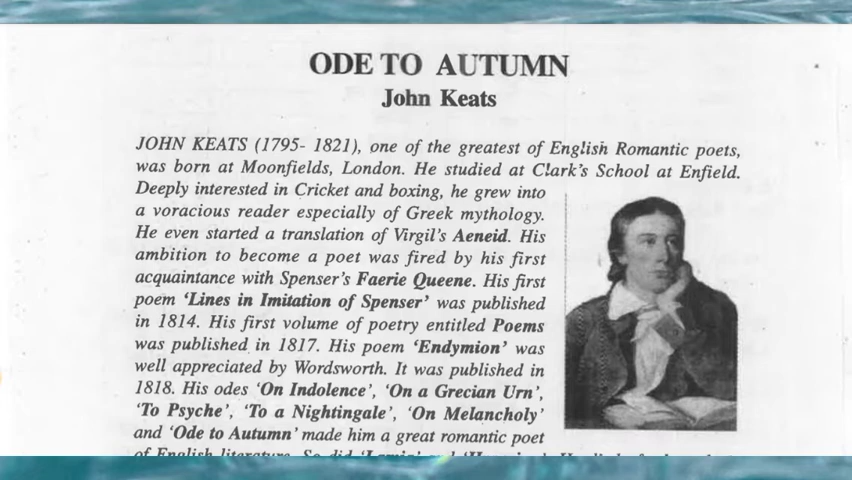 ODE TO AUTUMN
John Keats
JOHN KEATS (1795- 1821), one of the greatest of English Romantic poets,
was born at Moonfields, London. He studied at Clark's School at Enfield.
Deeply interested in Cricket and boxing, he grew into
a voracious reader especially of Greek mythology.
He even started a translation of Virgil's Aeneid. His
ambition to become a poet was fired by his first
acquaintance with Spenser's Faerie Queene. His first
poem 'Lines in Imitation of Spenser' was published
in 1814. His first volume of poetry entitled Poems
was published in 1817. His poem 'Endymion' was
well appreciated by Wordsworth. It was published in
1818. His odes 'On Indolence', 'On a Grecian Urn',
'To Psyche', 'To a Nightingale', 'On Melancholy'
and 'Ode to Autumn' made him a great romantic poet
of English literature. So did